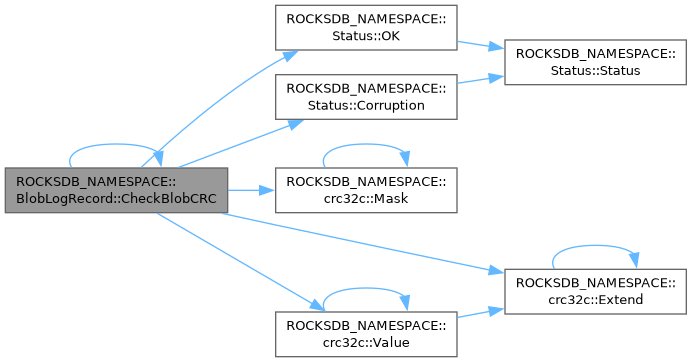 ROCKSDB_NAMESPACE::
Status::OK
ROCKSDB_NAMESPACE::
Status::Status
ROCKSDB_NAMESPACE::
Status::Corruption
ROCKSDB_NAMESPACE::
BlobLogRecord::CheckBlobCRC
ROCKSDB_NAMESPACE::
crc32c::Mask
ROCKSDB_NAMESPACE::
crc32c::Extend
ROCKSDB_NAMESPACE::
crc32c::Value